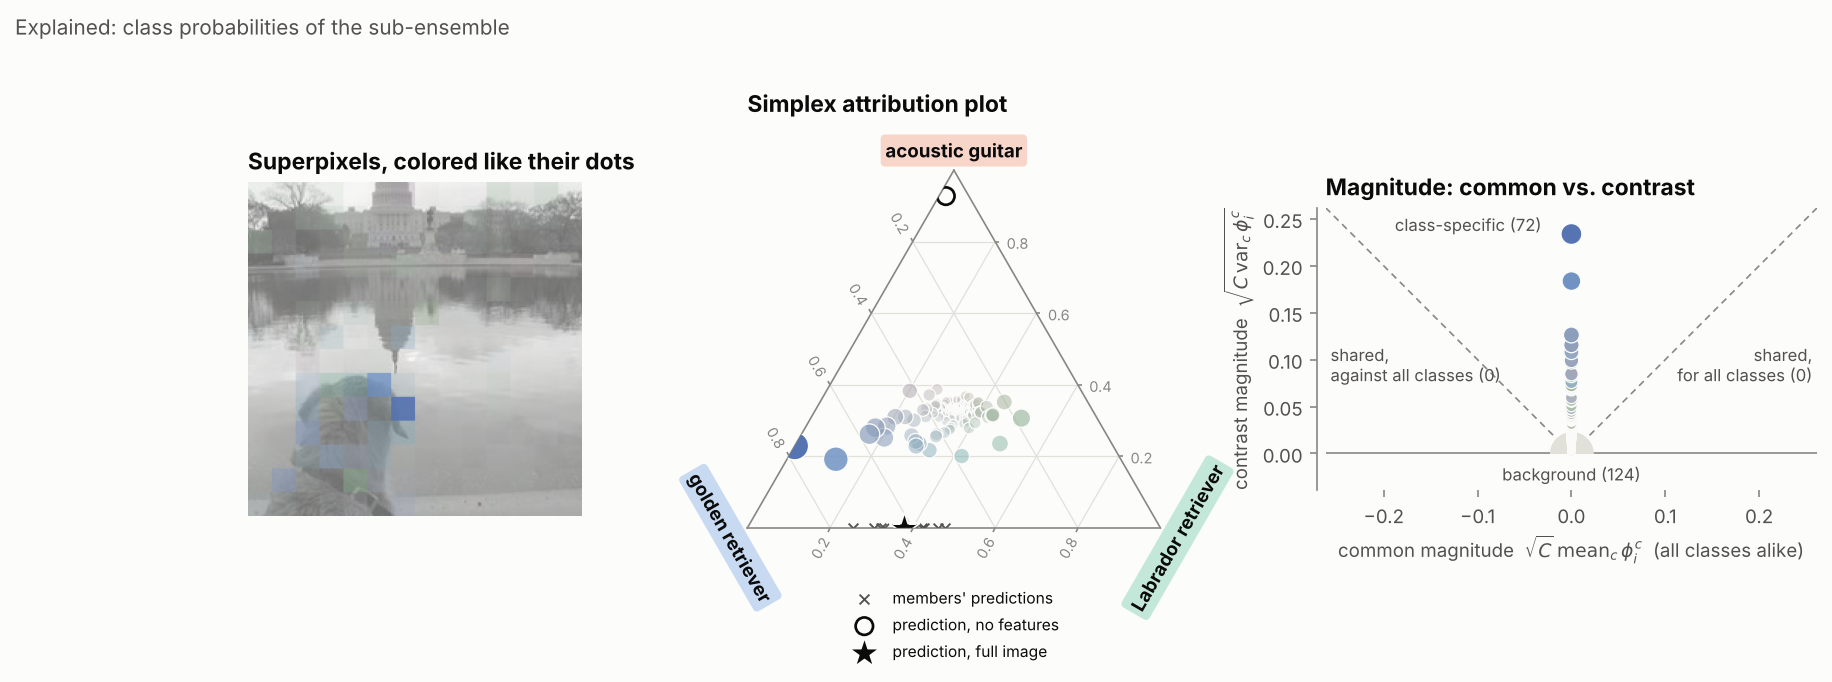 Explained: class probabilities of the sub-ensemble
Superpixels, colored like their dots
Simplex attribution plot
acoustic guitar
0.2
0.4
0.6
0.8
0.8
0.6
0.4
0.2
0.2
0.4
0.6
0.8
golden retriever
Labrador retriever
members' predictions
prediction, no features
prediction, full image
Magnitude: common vs. contrast
contrast magnitude √C var_c ϕ_i^c
0.25
0.20
0.15
0.10
0.05
0.00
class-specific (72)
shared,
against all classes (0)
shared,
for all classes (0)
background (124)
−0.2
−0.1
0.0
0.1
0.2
common magnitude √C mean_c ϕ_i^c (all classes alike)